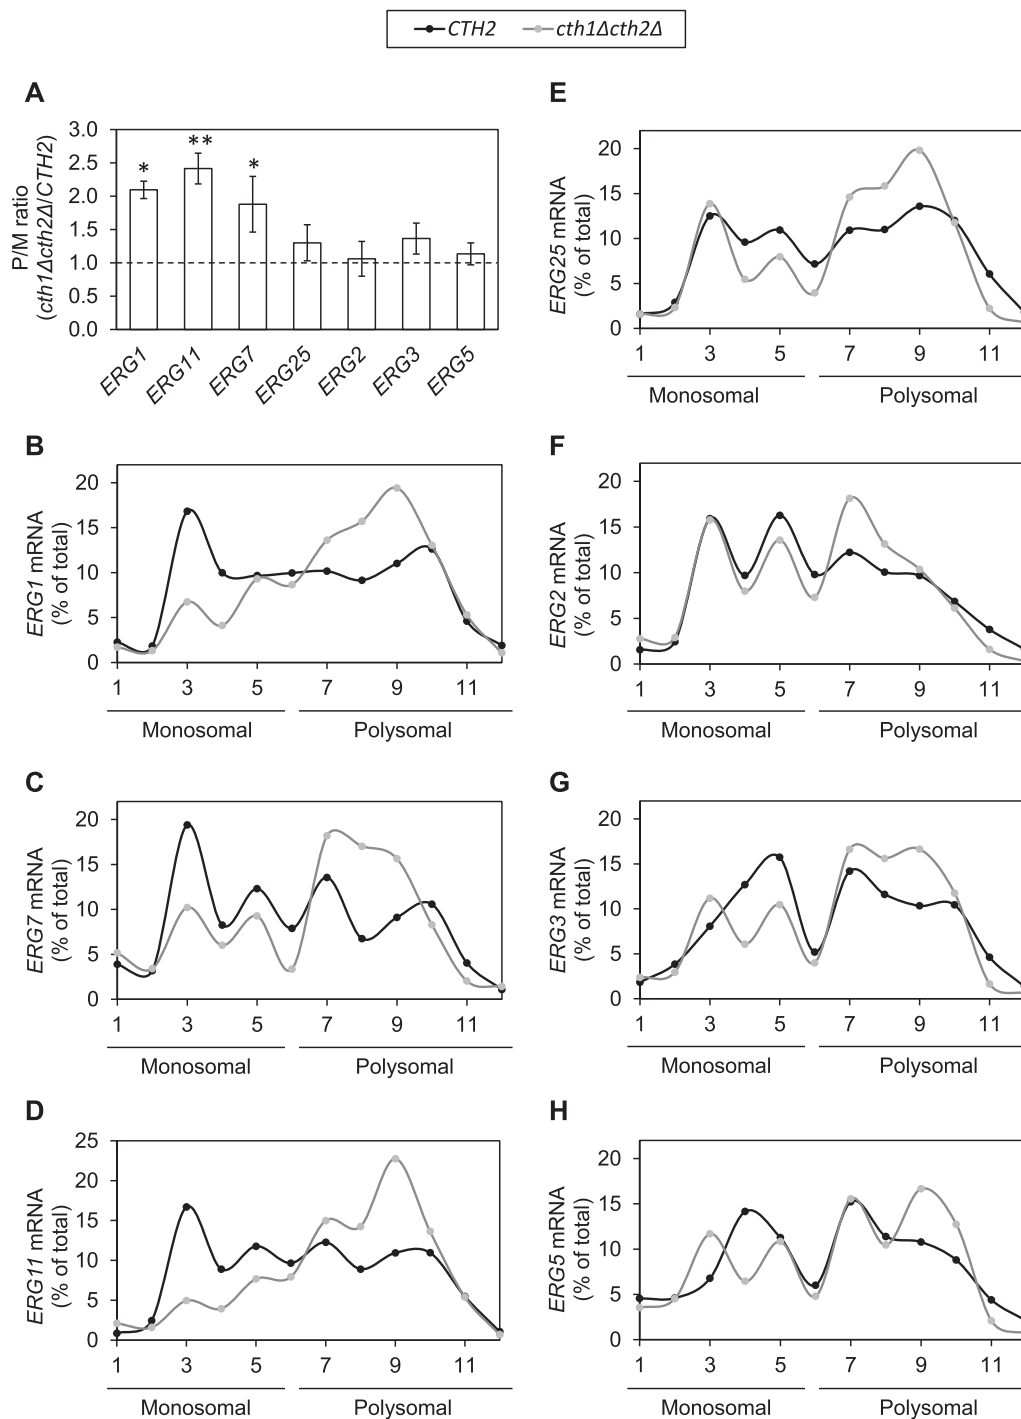 CTH2 cth1Δcth2Δ
A
P/M ratio
(cth1Δcth2Δ/CTH2)
3.0
2.5
2.0
1.5
1.0
0.5
0.0
* ** *
ERG1 ERG11 ERG7 ERG25 ERG2 ERG3 ERG5
B
ERG1 mRNA
(% of total)
20
15
10
5
0
1 3 5 7 9 11
Monosomal Polysomal
C
ERG7 mRNA
(% of total)
20
15
10
5
0
1 3 5 7 9 11
Monosomal Polysomal
D
ERG11 mRNA
(% of total)
25
20
15
10
5
0
1 3 5 7 9 11
Monosomal Polysomal
E
ERG25 mRNA
(% of total)
20
15
10
5
0
1 3 5 7 9 11
Monosomal Polysomal
F
ERG2 mRNA
(% of total)
20
15
10
5
0
1 3 5 7 9 11
Monosomal Polysomal
G
ERG3 mRNA
(% of total)
20
15
10
5
0
1 3 5 7 9 11
Monosomal Polysomal
H
ERG5 mRNA
(% of total)
20
15
10
5
0
1 3 5 7 9 11
Monosomal Polysomal